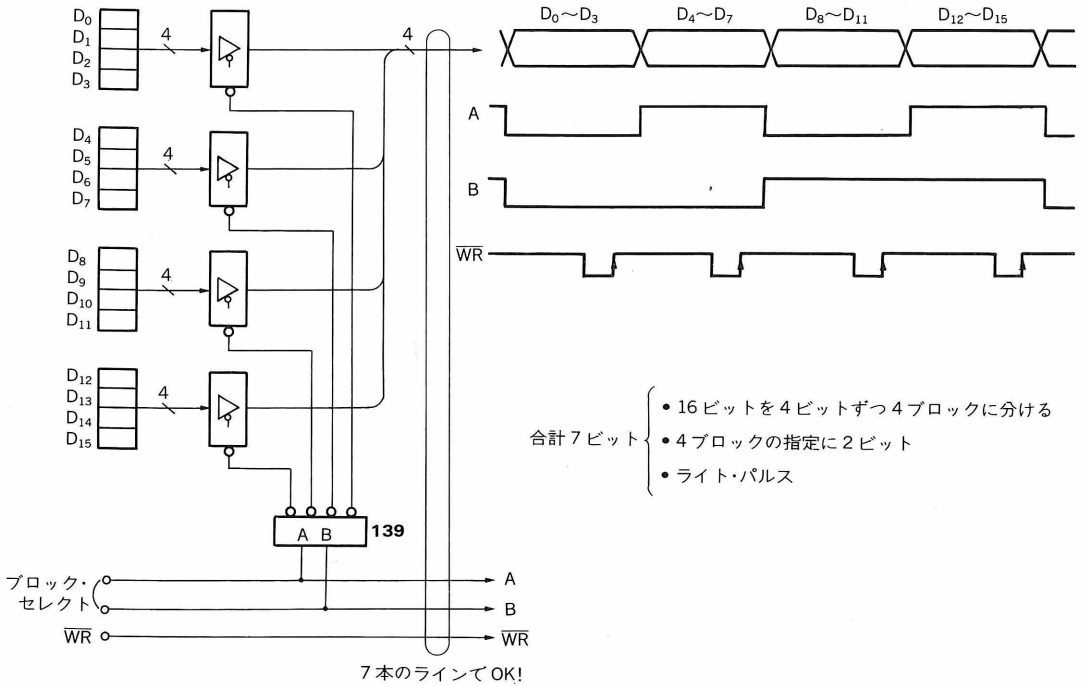 D₀
D₁
D₂
D₃
4
4
D₀～D₃
D₄～D₇
D₈～D₁₁
D₁₂～D₁₅
A
B
W̅R̅
D₄
D₅
D₆
D₇
4
D₈
D₉
D₁₀
D₁₁
4
D₁₂
D₁₃
D₁₄
D₁₅
4
合計7ビット
• 16ビットを4ビットずつ4ブロックに分ける
• 4ブロックの指定に2ビット
• ライト・パルス
A B
139
ブロック・
セレクト
A
B
W̅R̅
W̅R̅
7本のラインでOK!